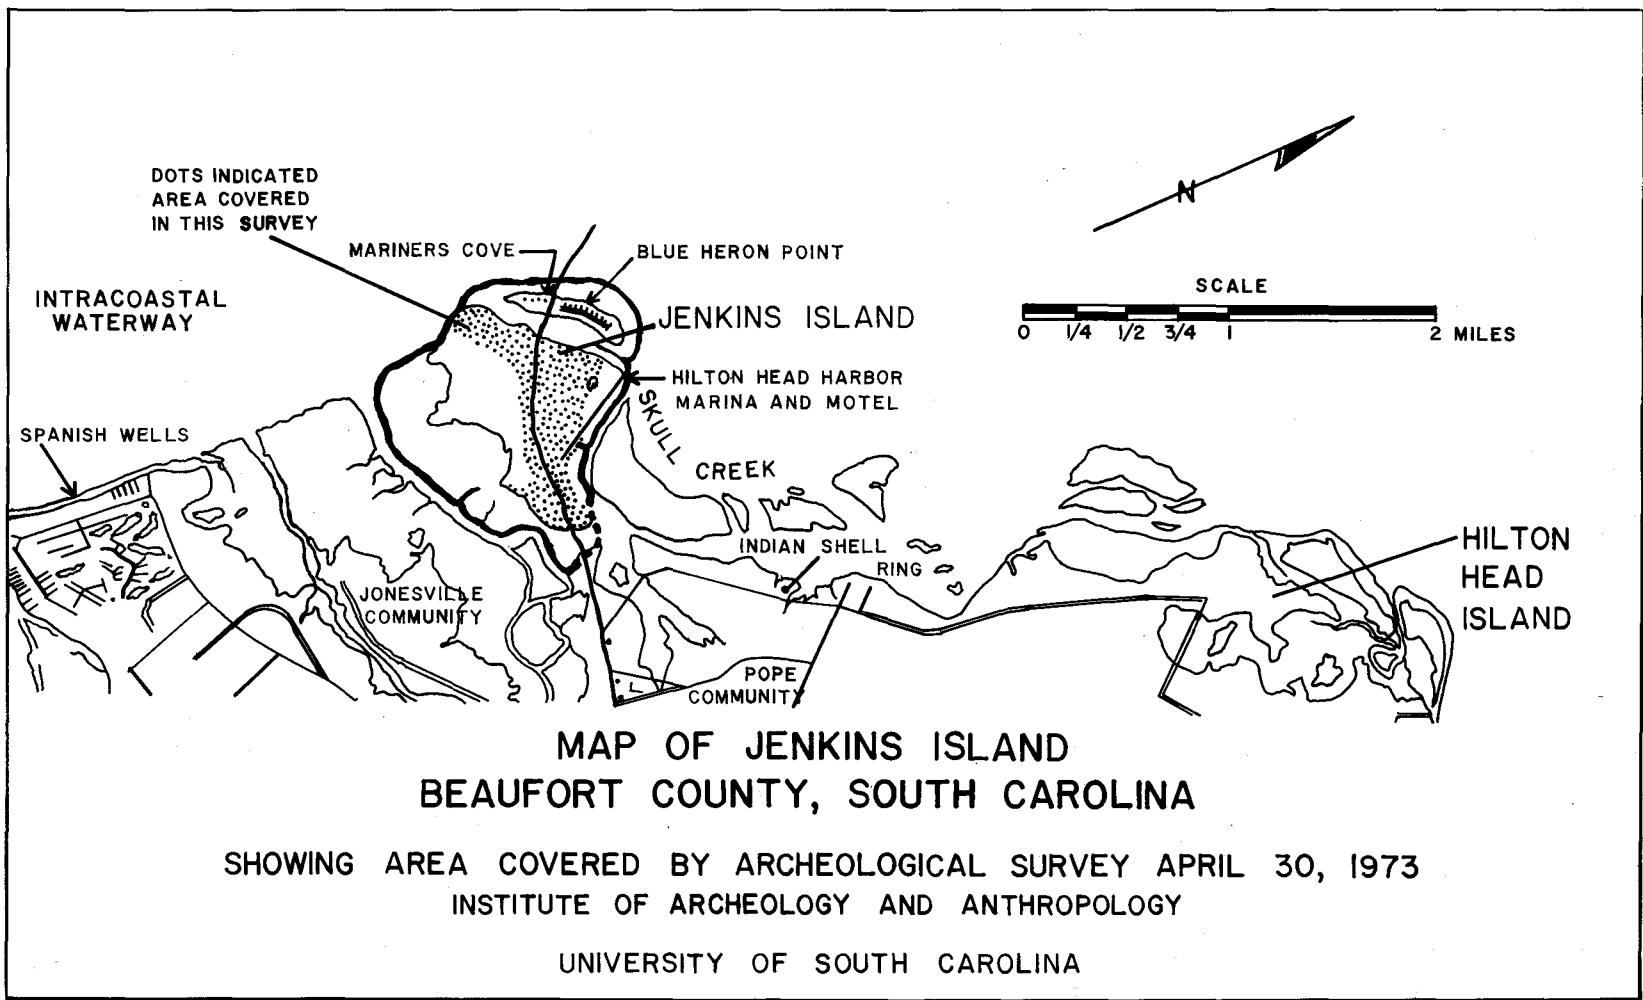 DOTS INDICATED
AREA COVERED
IN THIS SURVEY
MARINERS COVE
BLUE HERON POINT
N
INTRACOASTAL
WATERWAY
JENKINS ISLAND
SCALE
0 1/4 1/2 3/4 1 2 MILES
HILTON HEAD HARBOR
MARINA AND MOTEL
SKULL
CREEK
SPANISH WELLS
INDIAN SHELL
RING
HILTON
HEAD
ISLAND
JONESVILLE
COMMUNITY
POPE
COMMUNITY
MAP OF JENKINS ISLAND
BEAUFORT COUNTY, SOUTH CAROLINA
SHOWING AREA COVERED BY ARCHEOLOGICAL SURVEY APRIL 30, 1973
INSTITUTE OF ARCHEOLOGY AND ANTHROPOLOGY
UNIVERSITY OF SOUTH CAROLINA